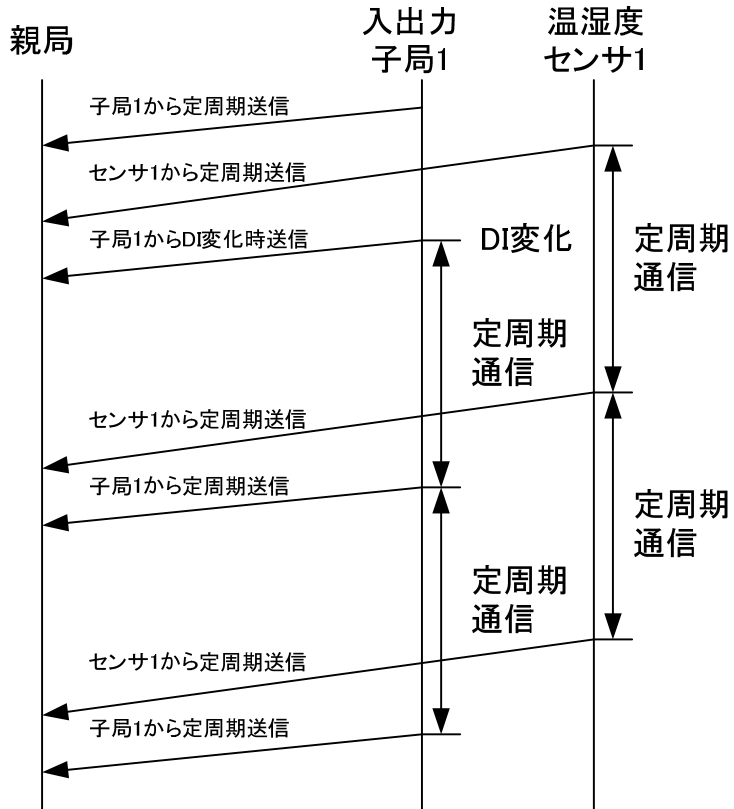 親局
入出力
子局1
温湿度
センサ1
子局1から定周期送信
センサ1から定周期送信
子局1からDI変化時送信
DI変化
定周期
通信
定周期
通信
センサ1から定周期送信
子局1から定周期送信
定周期
通信
定周期
通信
センサ1から定周期送信
子局1から定周期送信